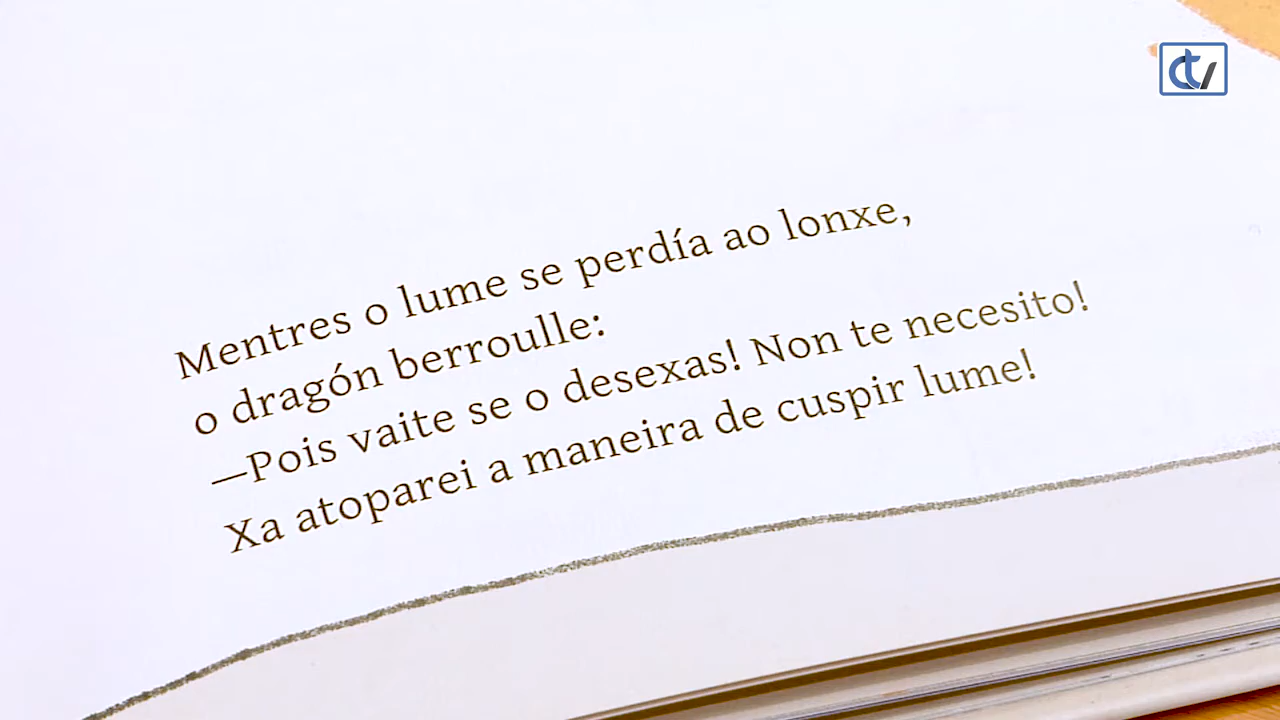 Mentres o lume se perdía ao lonxe,
o dragón berroulle:
—Pois vaite se o desexas! Non te necesito!
Xa atoparei a maneira de cuspir lume!
CTV